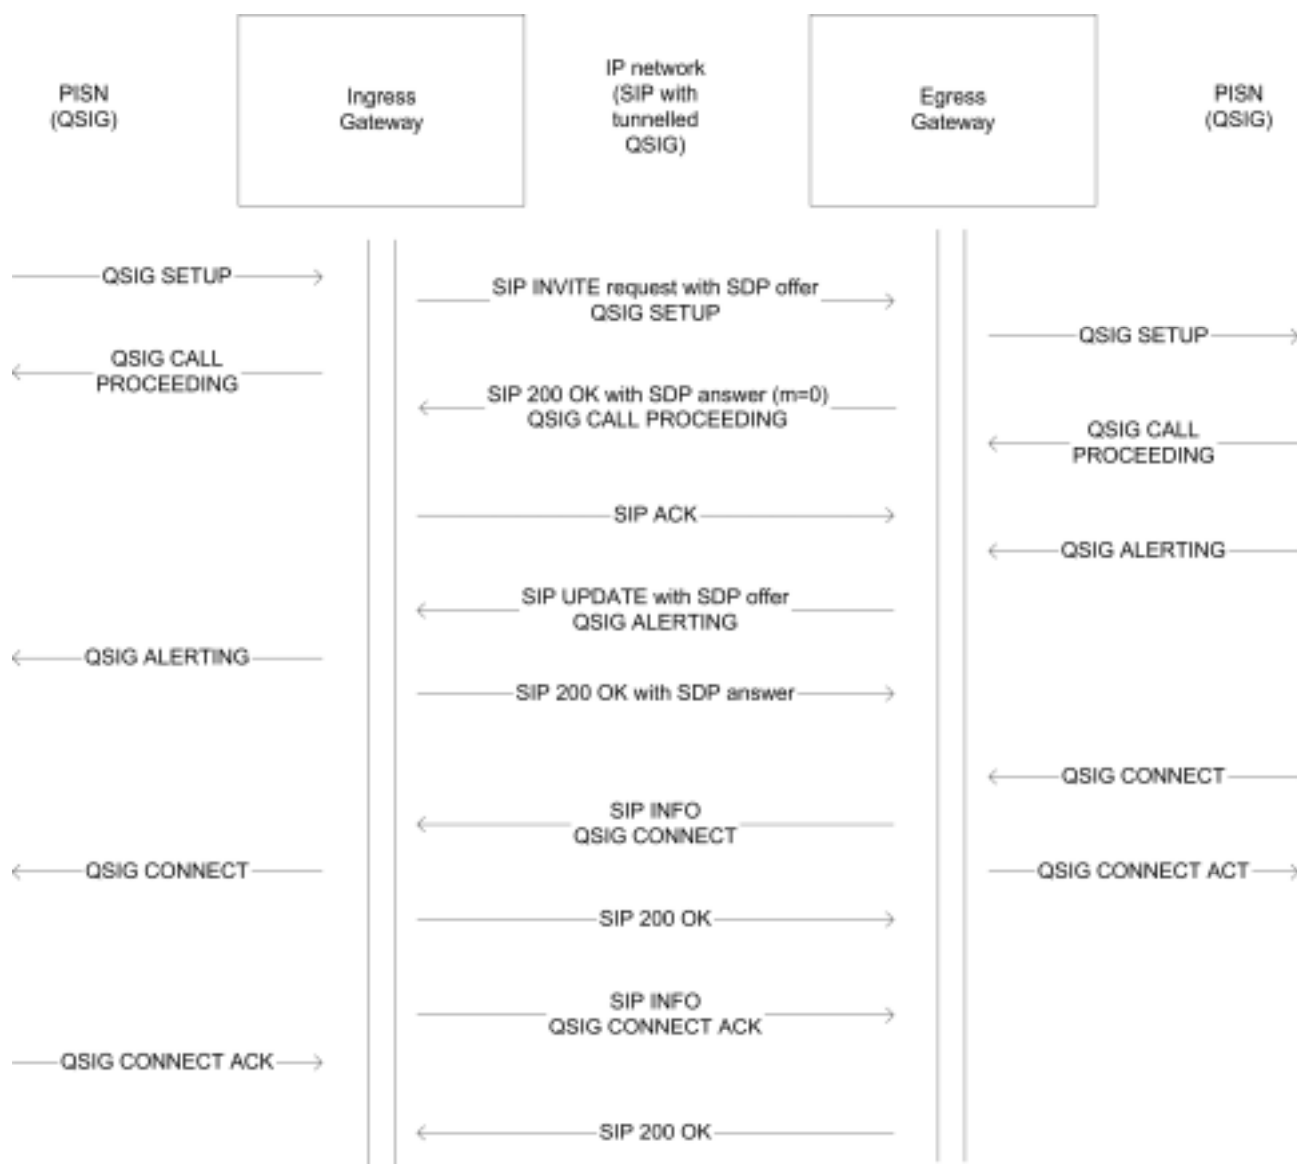 PISN
(QSIG)
Ingress
Gateway
IP network
(SIP with
tunnelled
QSIG)
Egress
Gateway
PISN
(QSIG)
QSIG SETUP
SIP INVITE request with SDP offer
QSIG SETUP
QSIG SETUP
QSIG CALL
PROCEEDING
SIP 200 OK with SDP answer (m=0)
QSIG CALL PROCEEDING
QSIG CALL
PROCEEDING
SIP ACK
QSIG ALERTING
SIP UPDATE with SDP offer
QSIG ALERTING
QSIG ALERTING
SIP 200 OK with SDP answer
QSIG CONNECT
SIP INFO
QSIG CONNECT
QSIG CONNECT
QSIG CONNECT ACT
SIP 200 OK
SIP INFO
QSIG CONNECT ACK
QSIG CONNECT ACK
SIP 200 OK